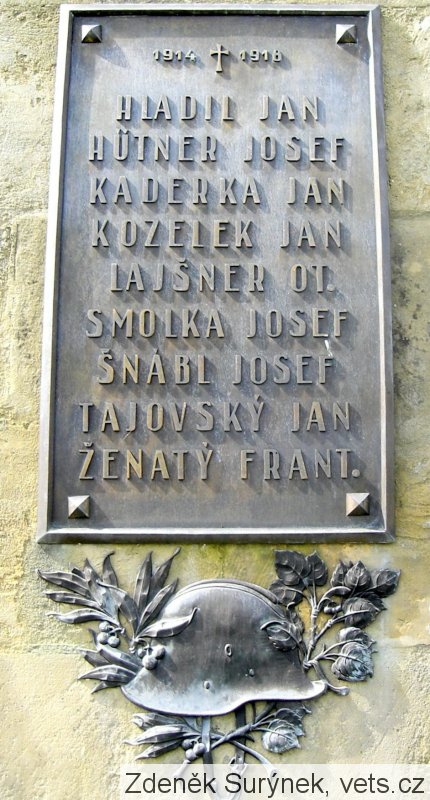 1914 † 1918
HLADIL JAN
HŰTNER JOSEF
KADERKA JAN
KOZELEK JAN
LAJŠNER OT.
SMOLKA JOSEF
ŠNÁBL JOSEF
TAJOVSKÝ JAN
ŽENATÝ FRANT.
Zdeněk Surýnek, vets.cz